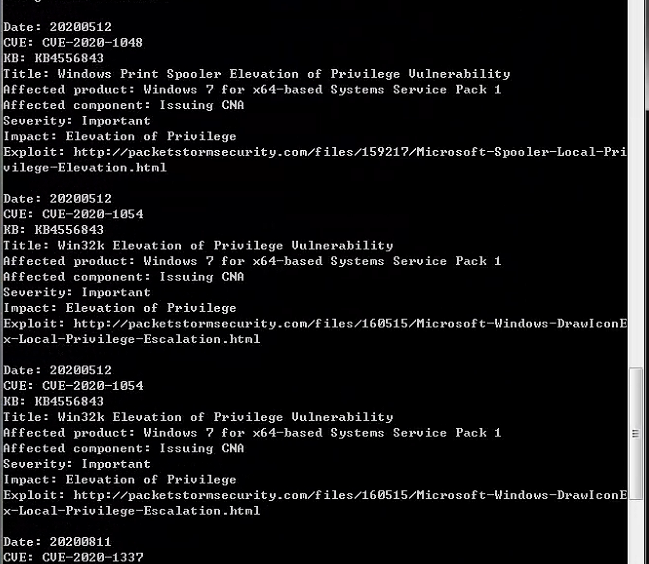 Date: 20200512
CVE: CVE-2020-1048
KB: KB4556843
Title: Windows Print Spooler Elevation of Privilege Vulnerability
Affected product: Windows 7 for x64-based Systems Service Pack 1
Affected component: Issuing CNA
Severity: Important
Impact: Elevation of Privilege
Exploit: http://packetstormsecurity.com/files/159217/Microsoft-Spooler-Local-Pri
vilege-Elevation.html
Date: 20200512
CVE: CVE-2020-1054
KB: KB4556843
Title: Win32k Elevation of Privilege Vulnerability
Affected product: Windows 7 for x64-based Systems Service Pack 1
Affected component: Issuing CNA
Severity: Important
Impact: Elevation of Privilege
Exploit: http://packetstormsecurity.com/files/160515/Microsoft-Windows-DrawIconE
x-Local-Privilege-Escalation.html
Date: 20200512
CVE: CVE-2020-1054
KB: KB4556843
Title: Win32k Elevation of Privilege Vulnerability
Affected product: Windows 7 for x64-based Systems Service Pack 1
Affected component: Issuing CNA
Severity: Important
Impact: Elevation of Privilege
Exploit: http://packetstormsecurity.com/files/160515/Microsoft-Windows-DrawIconE
x-Local-Privilege-Escalation.html
Date: 20200811
CVE: CVE-2020-1337